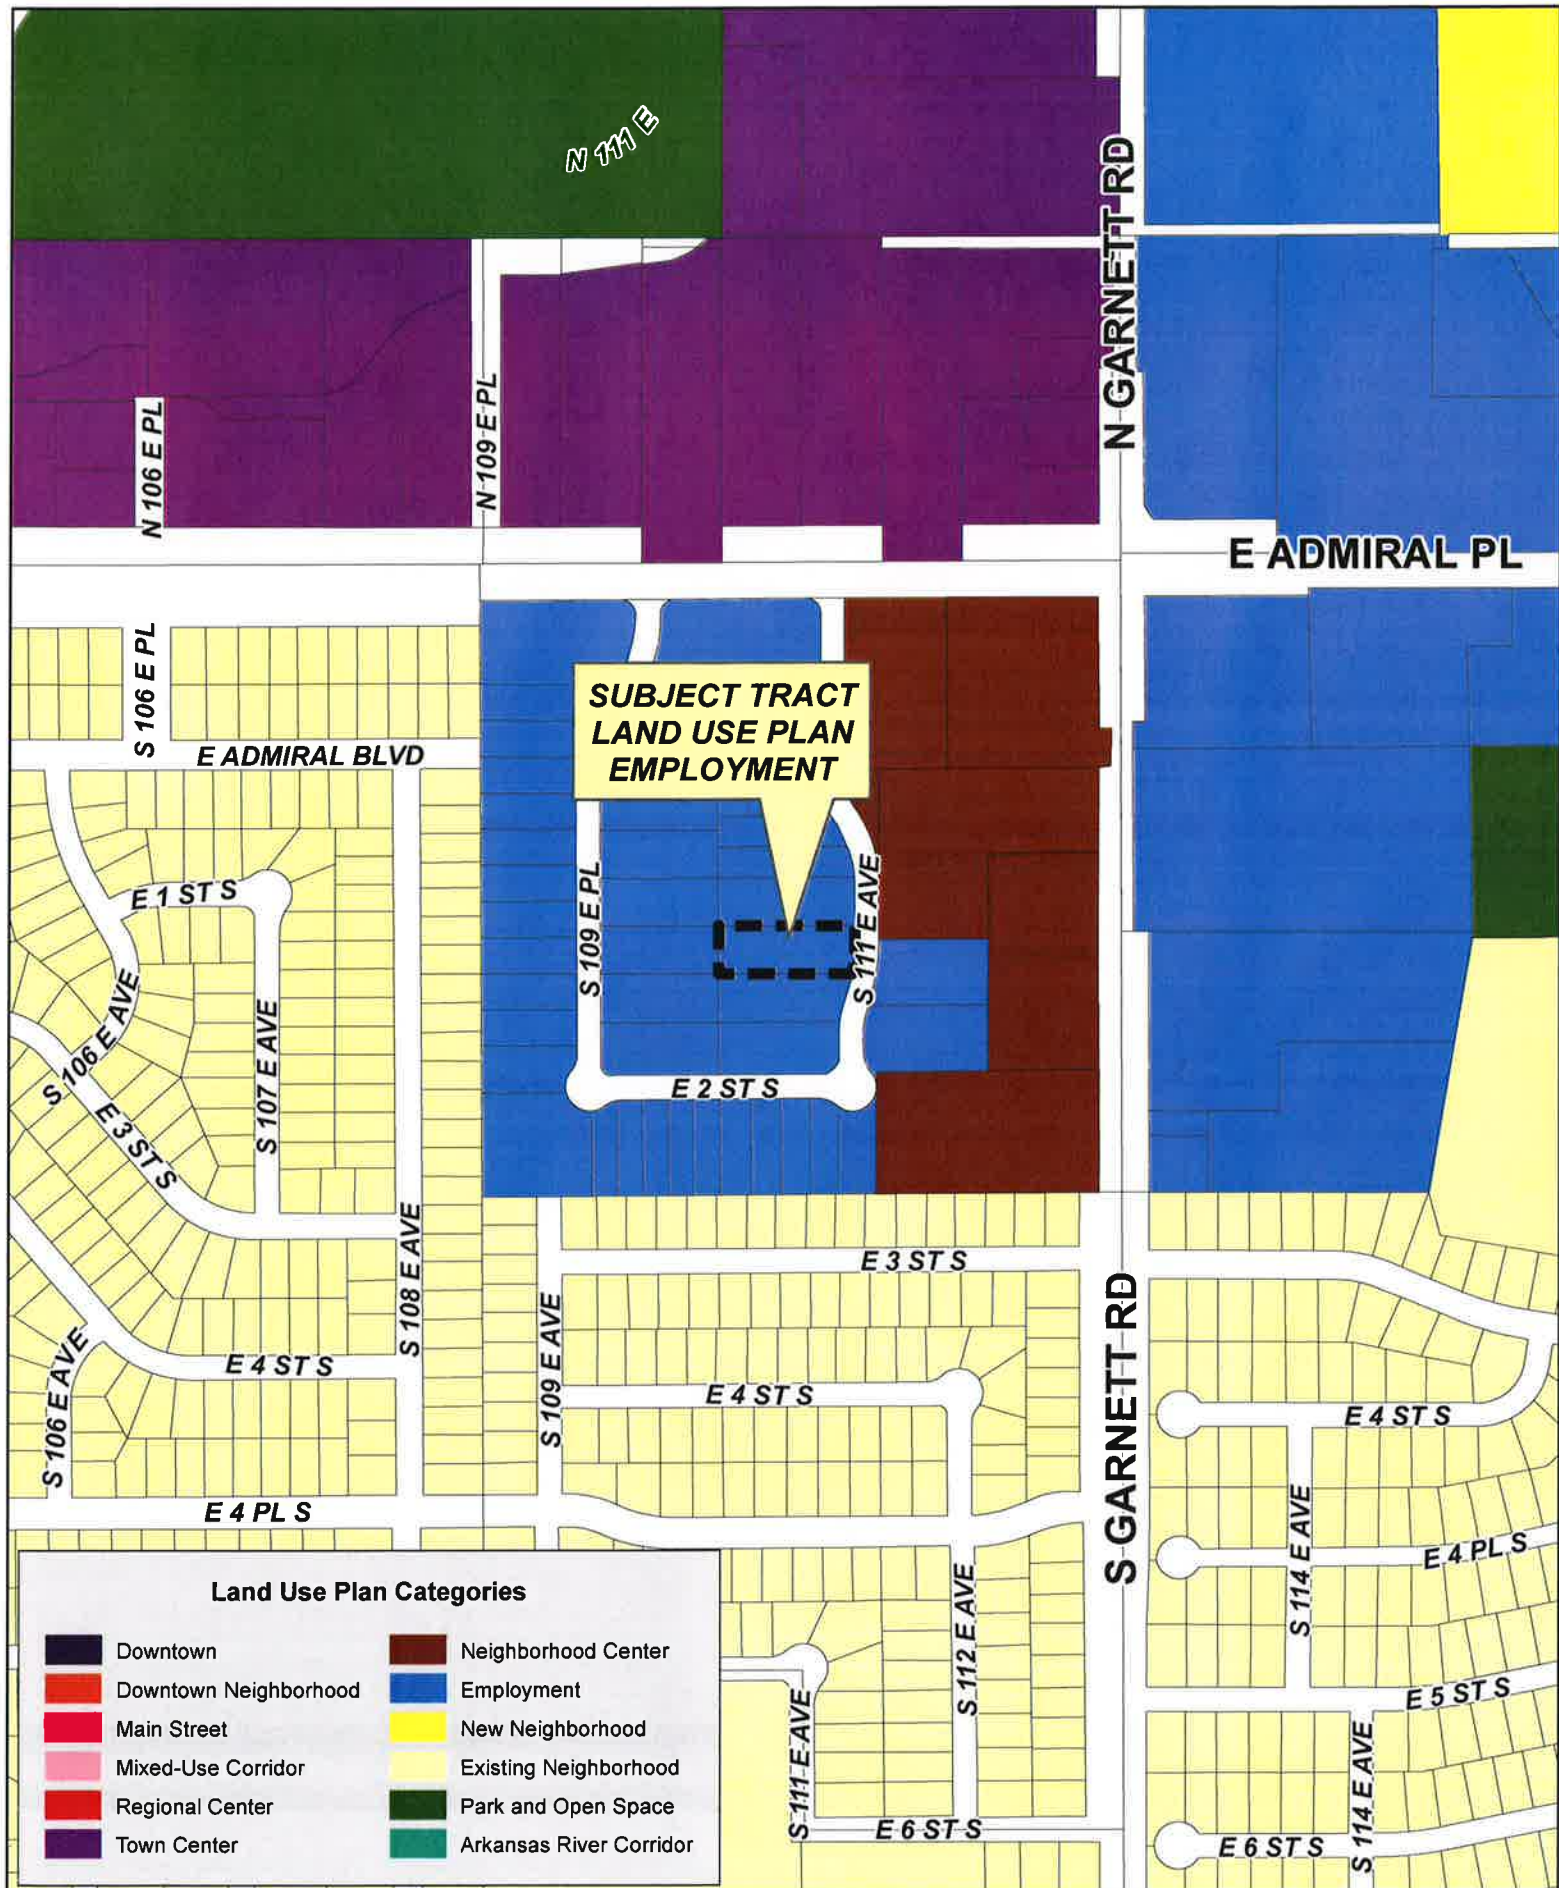 N 111 E
N GARNETT RD
N 109 E PL
N 106 E PL
E ADMIRAL PL
S 106 E PL
SUBJECT TRACT
LAND USE PLAN
EMPLOYMENT
E ADMIRAL BLVD
E 1 ST S
S 109 E PL
S 111 E AVE
S 106 E AVE
S 107 E AVE
E 3 ST S
E 2 ST S
S 108 E AVE
E 3 ST S
S GARNETT RD
S 109 E AVE
S 106 E AVE
E 4 ST S
E 4 ST S
E 4 ST S
E 4 PL S
S 114 E AVE
E 4 PL S
S 112 E AVE
S 111 E AVE
E 5 ST S
S 114 E AVE
E 6 ST S
E 6 ST S
Land Use Plan Categories
Downtown
Downtown Neighborhood
Main Street
Mixed-Use Corridor
Regional Center
Town Center
Neighborhood Center
Employment
New Neighborhood
Existing Neighborhood
Park and Open Space
Arkansas River Corridor